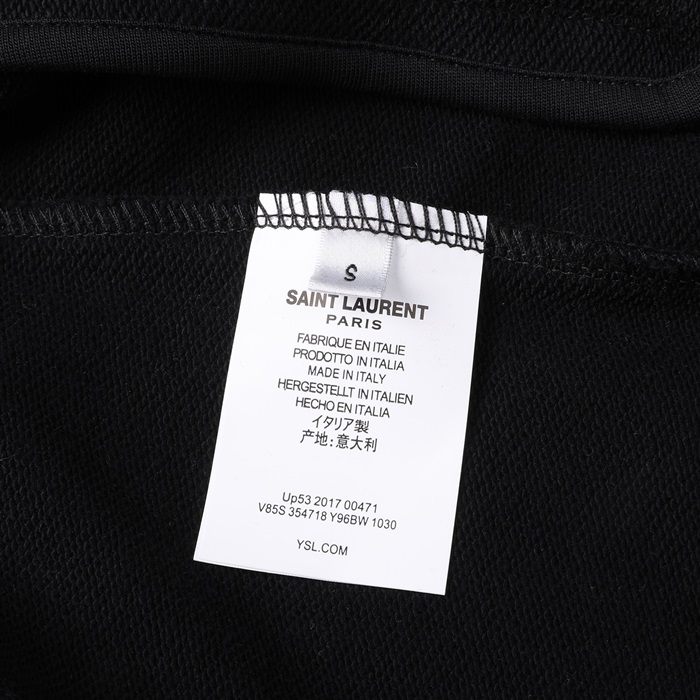 S
SAINT LAURENT
PARIS
FABRIQUE EN ITALIE
PRODOTTO IN ITALIA
MADE IN ITALY
HERGESTELLT IN ITALIEN
HECHO EN ITALIA
イタリア製
产地:意大利
Up53 2017 00471
V85S 354718 Y96BW 1030
YSL.COM